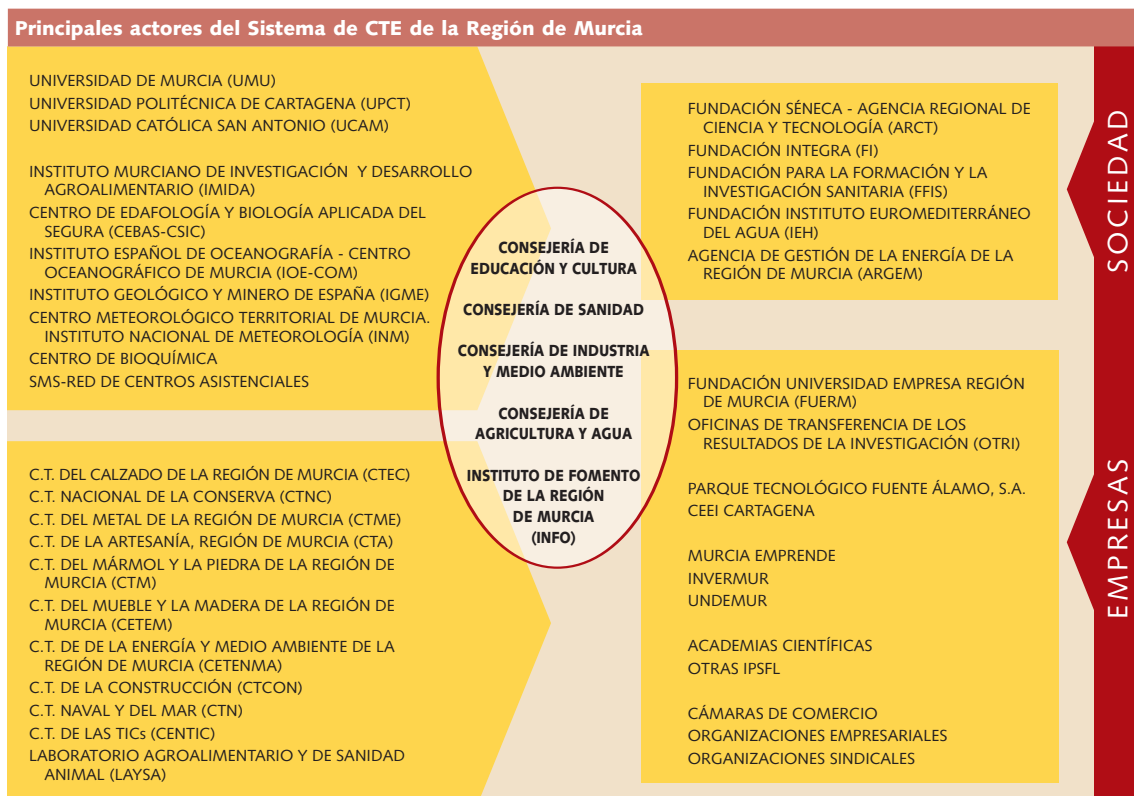 Principales actores del Sistema de CTE de la Región de Murcia
UNIVERSIDAD DE MURCIA (UMU)
UNIVERSIDAD POLITÉCNICA DE CARTAGENA (UPCT)
UNIVERSIDAD CATÓLICA SAN ANTONIO (UCAM)
INSTITUTO MURCIANO DE INVESTIGACIÓN Y DESARROLLO
AGROALIMENTARIO (IMIDA)
CENTRO DE EDAFOLOGÍA Y BIOLOGÍA APLICADA DEL
SEGURA (CEBAS-CSIC)
INSTITUTO ESPAÑOL DE OCEANOGRAFÍA - CENTRO
OCEANOGRÁFICO DE MURCIA (IOE-COM)
INSTITUTO GEOLÓGICO Y MINERO DE ESPAÑA (IGME)
CENTRO METEOROLÓGICO TERRITORIAL DE MURCIA.
INSTITUTO NACIONAL DE METEOROLOGÍA (INM)
CENTRO DE BIOQUÍMICA
SMS-RED DE CENTROS ASISTENCIALES
C.T. DEL CALZADO DE LA REGIÓN DE MURCIA (CTEC)
C.T. NACIONAL DE LA CONSERVA (CTNC)
C.T. DEL METAL DE LA REGIÓN DE MURCIA (CTME)
C.T. DE LA ARTESANÍA, REGIÓN DE MURCIA (CTA)
C.T. DEL MÁRMOL Y LA PIEDRA DE LA REGIÓN DE
MURCIA (CTM)
C.T. DEL MUEBLE Y LA MADERA DE LA REGIÓN DE
MURCIA (CETEM)
C.T. DE DE LA ENERGÍA Y MEDIO AMBIENTE DE LA
REGIÓN DE MURCIA (CETENMA)
C.T. DE LA CONSTRUCCIÓN (CTCON)
C.T. NAVAL Y DEL MAR (CTN)
C.T. DE LAS TICs (CENTIC)
LABORATORIO AGROALIMENTARIO Y DE SANIDAD
ANIMAL (LAYSA)
CONSEJERÍA DE
EDUCACIÓN Y CULTURA
CONSEJERÍA DE SANIDAD
CONSEJERÍA DE INDUSTRIA
Y MEDIO AMBIENTE
CONSEJERÍA DE
AGRICULTURA Y AGUA
INSTITUTO DE FOMENTO
DE LA REGIÓN
DE MURCIA
(INFO)
FUNDACIÓN SÉNECA - AGENCIA REGIONAL DE
CIENCIA Y TECNOLOGÍA (ARCT)
FUNDACIÓN INTEGRA (FI)
FUNDACIÓN PARA LA FORMACIÓN Y LA
INVESTIGACIÓN SANITARIA (FFIS)
FUNDACIÓN INSTITUTO EUROMEDITERRÁNEO
DEL AGUA (IEH)
AGENCIA DE GESTIÓN DE LA ENERGÍA DE LA
REGIÓN DE MURCIA (ARGEM)
FUNDACIÓN UNIVERSIDAD EMPRESA REGIÓN
DE MURCIA (FUERM)
OFICINAS DE TRANSFERENCIA DE LOS
RESULTADOS DE LA INVESTIGACIÓN (OTRI)
PARQUE TECNOLÓGICO FUENTE ÁLAMO, S.A.
CEEI CARTAGENA
MURCIA EMPRENDE
INVERMUR
UNDEMUR
ACADEMIAS CIENTÍFICAS
OTRAS IPSFL
CÁMARAS DE COMERCIO
ORGANIZACIONES EMPRESARIALES
ORGANIZACIONES SINDICALES
SOCIEDAD
EMPRESAS